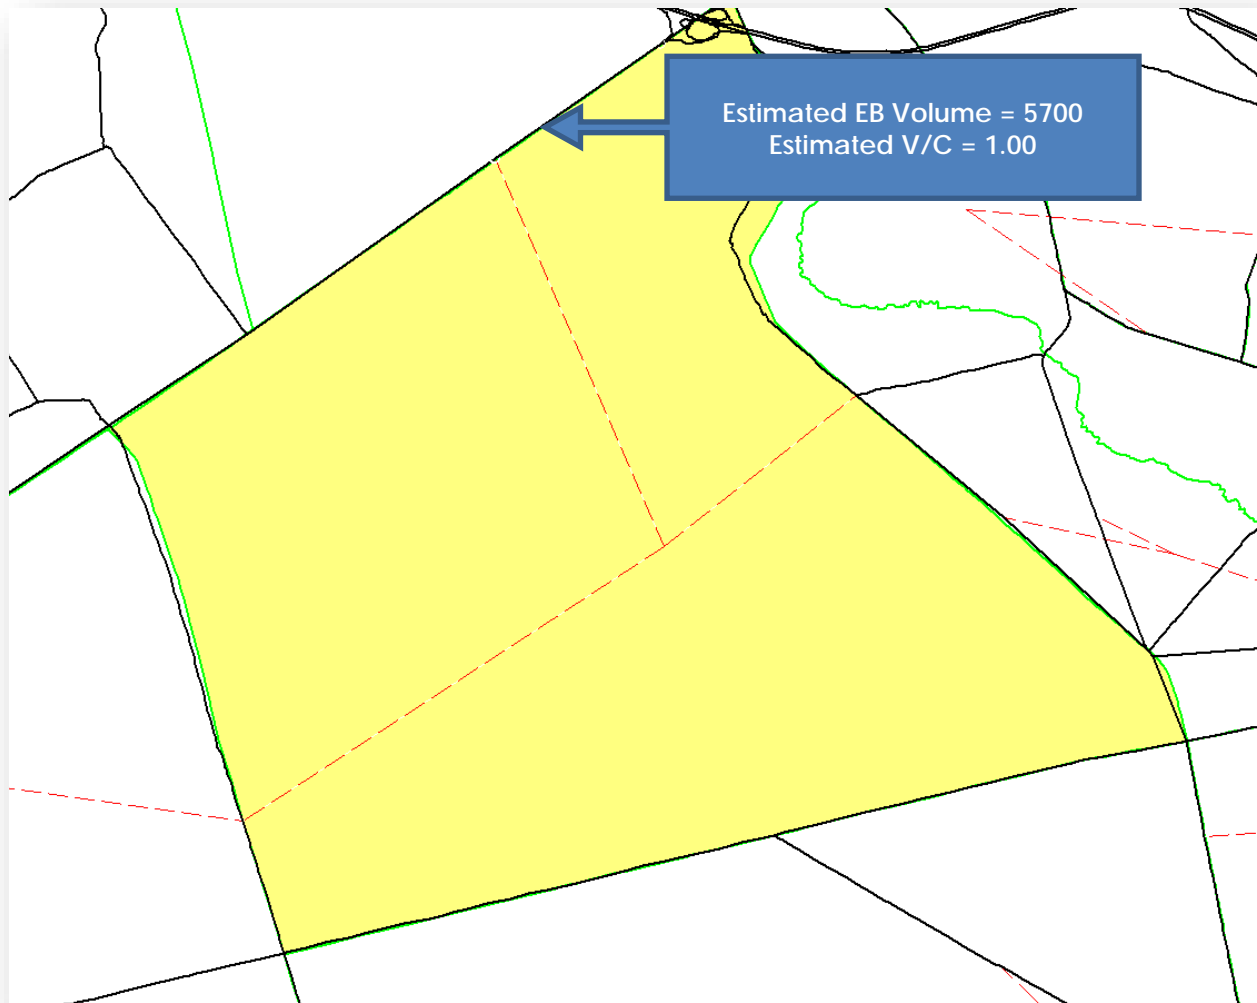 Estimated EB Volume = 5700
Estimated V/C = 1.00